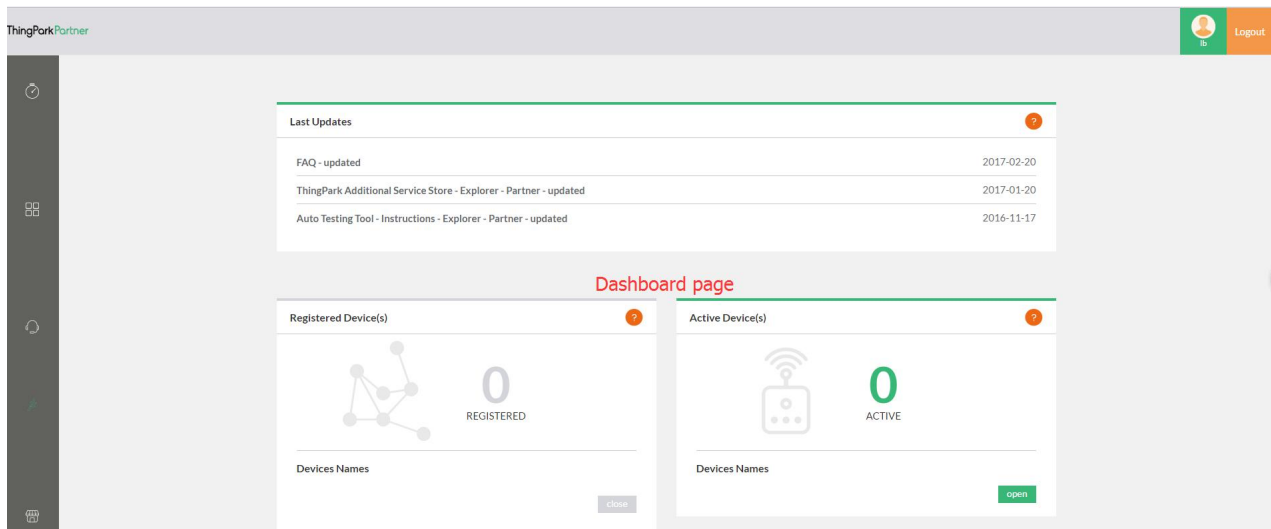 ThingParkPartner
lb
Logout
Last Updates
?
FAQ - updated 2017-02-20
ThingPark Additional Service Store - Explorer - Partner - updated 2017-01-20
Auto Testing Tool - Instructions - Explorer - Partner - updated 2016-11-17
Dashboard page
Registered Device(s)
?
0
REGISTERED
Devices Names
close
Active Device(s)
?
0
ACTIVE
Devices Names
open